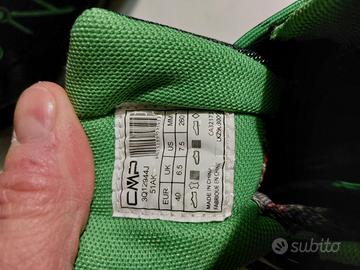 CMP
3Q12944J
51AK
EUR 40
UK 6.5
US 7.5
MM 260
MADE IN CHINA
FABRIQUÉ EN CHINE
subito